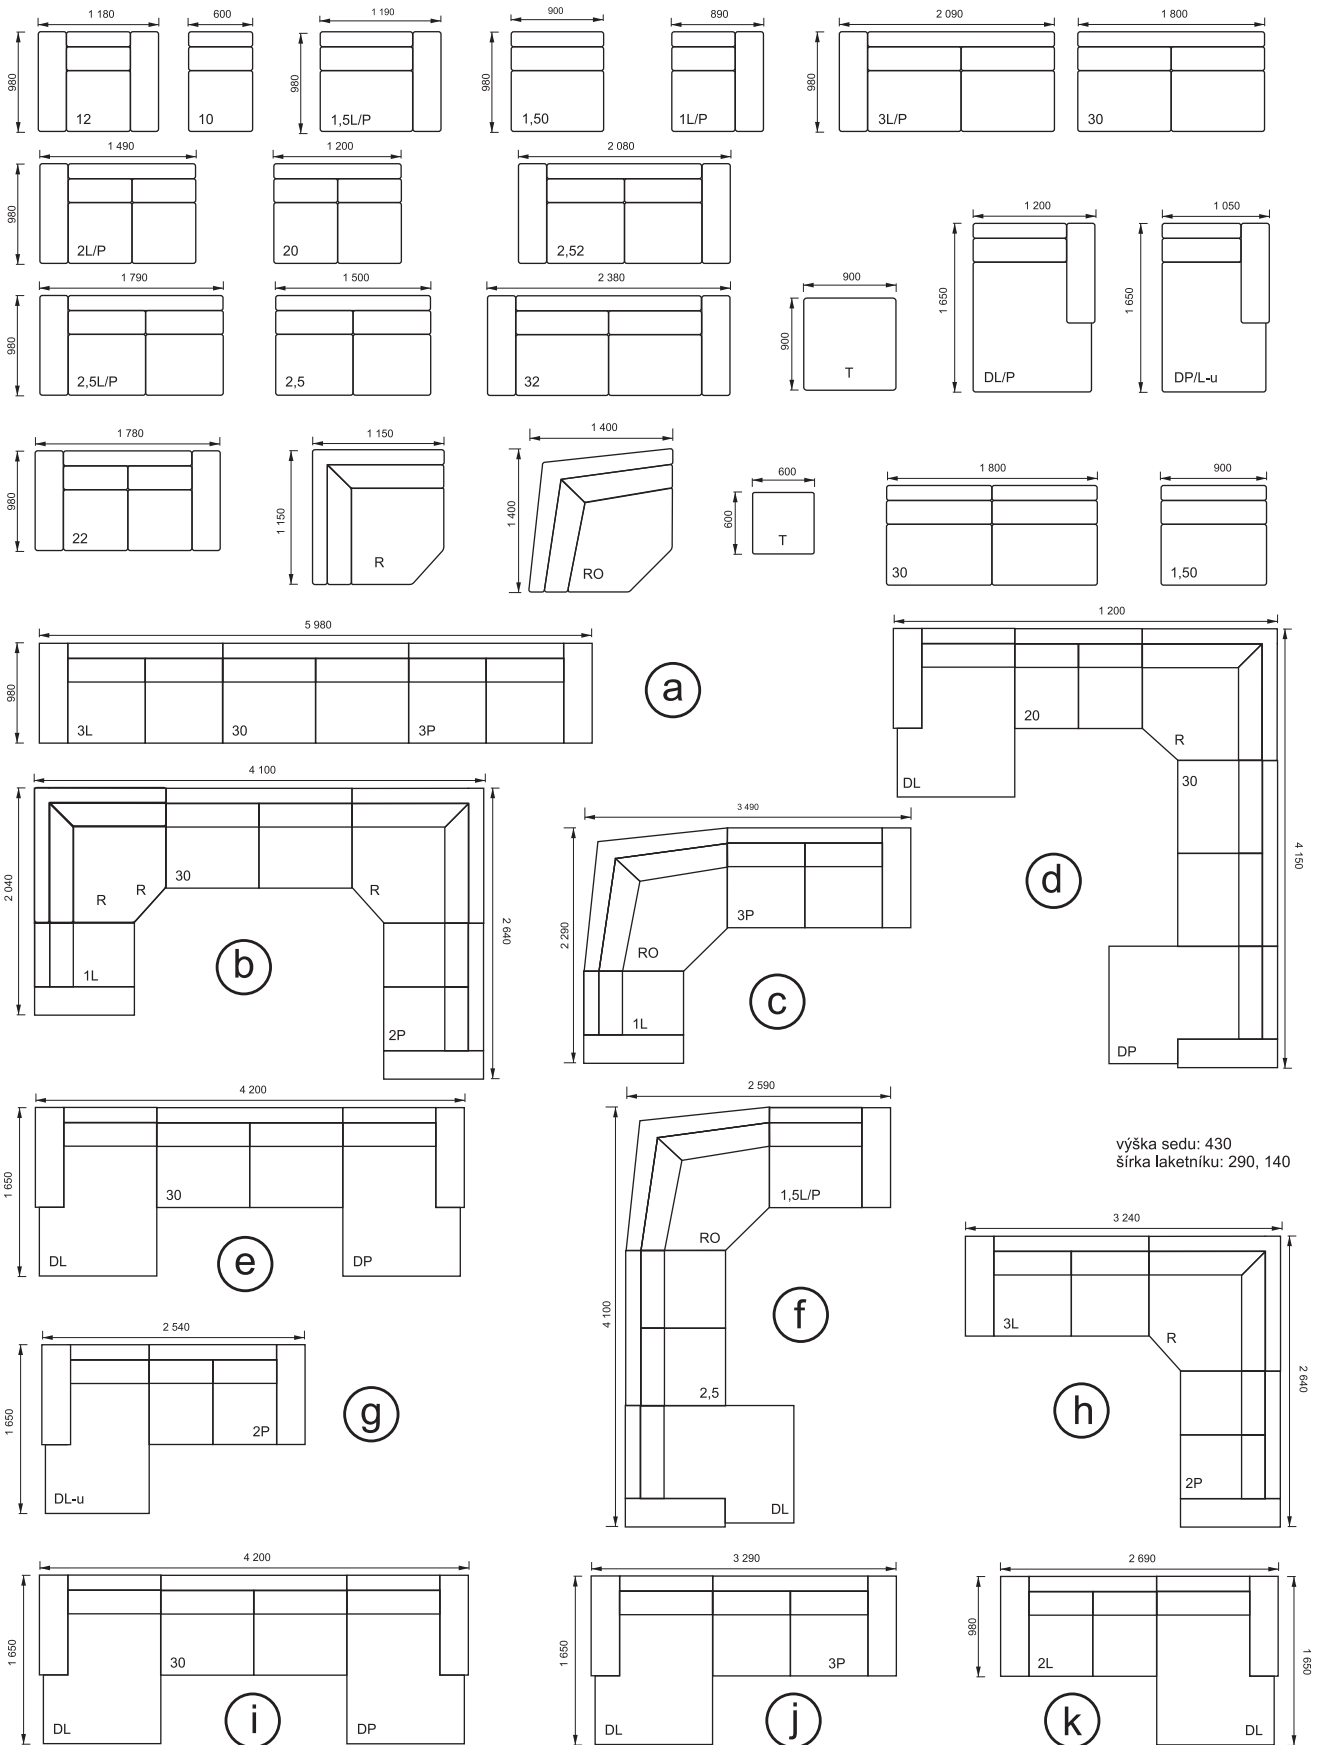 1 180
600
1 190
900
890
2 090
1 800
980
12
10
980
1,5L/P
980
1,50
1L/P
980
3L/P
30
1 490
1 200
2 080
980
2L/P
20
2,52
1 200
1 050
1 650
DL/P
1 650
DP/L-u
1 790
1 500
2 380
900
980
2,5L/P
2,5
32
900
T
1 780
1 150
1 400
600
1 800
900
980
22
1 150
R
1 400
RO
600
T
30
1,50
5 980
980
3L
30
3P
a
1 200
20
R
DL
30
4 150
d
DP
4 100
2 040
R
R
30
R
2 640
1L
b
2P
3 490
2 290
3P
RO
1L
c
4 200
1 650
30
DL
DP
e
2 590
4 100
1,5L/P
RO
f
2,5
DL
výška sedu: 430
šírka laketníku: 290, 140
3 240
3L
R
2 640
h
2P
2 540
1 650
2P
DL-u
g
4 200
1 650
30
DL
DP
i
3 290
1 650
3P
DL
j
2 690
980
2L
1 650
DL
k